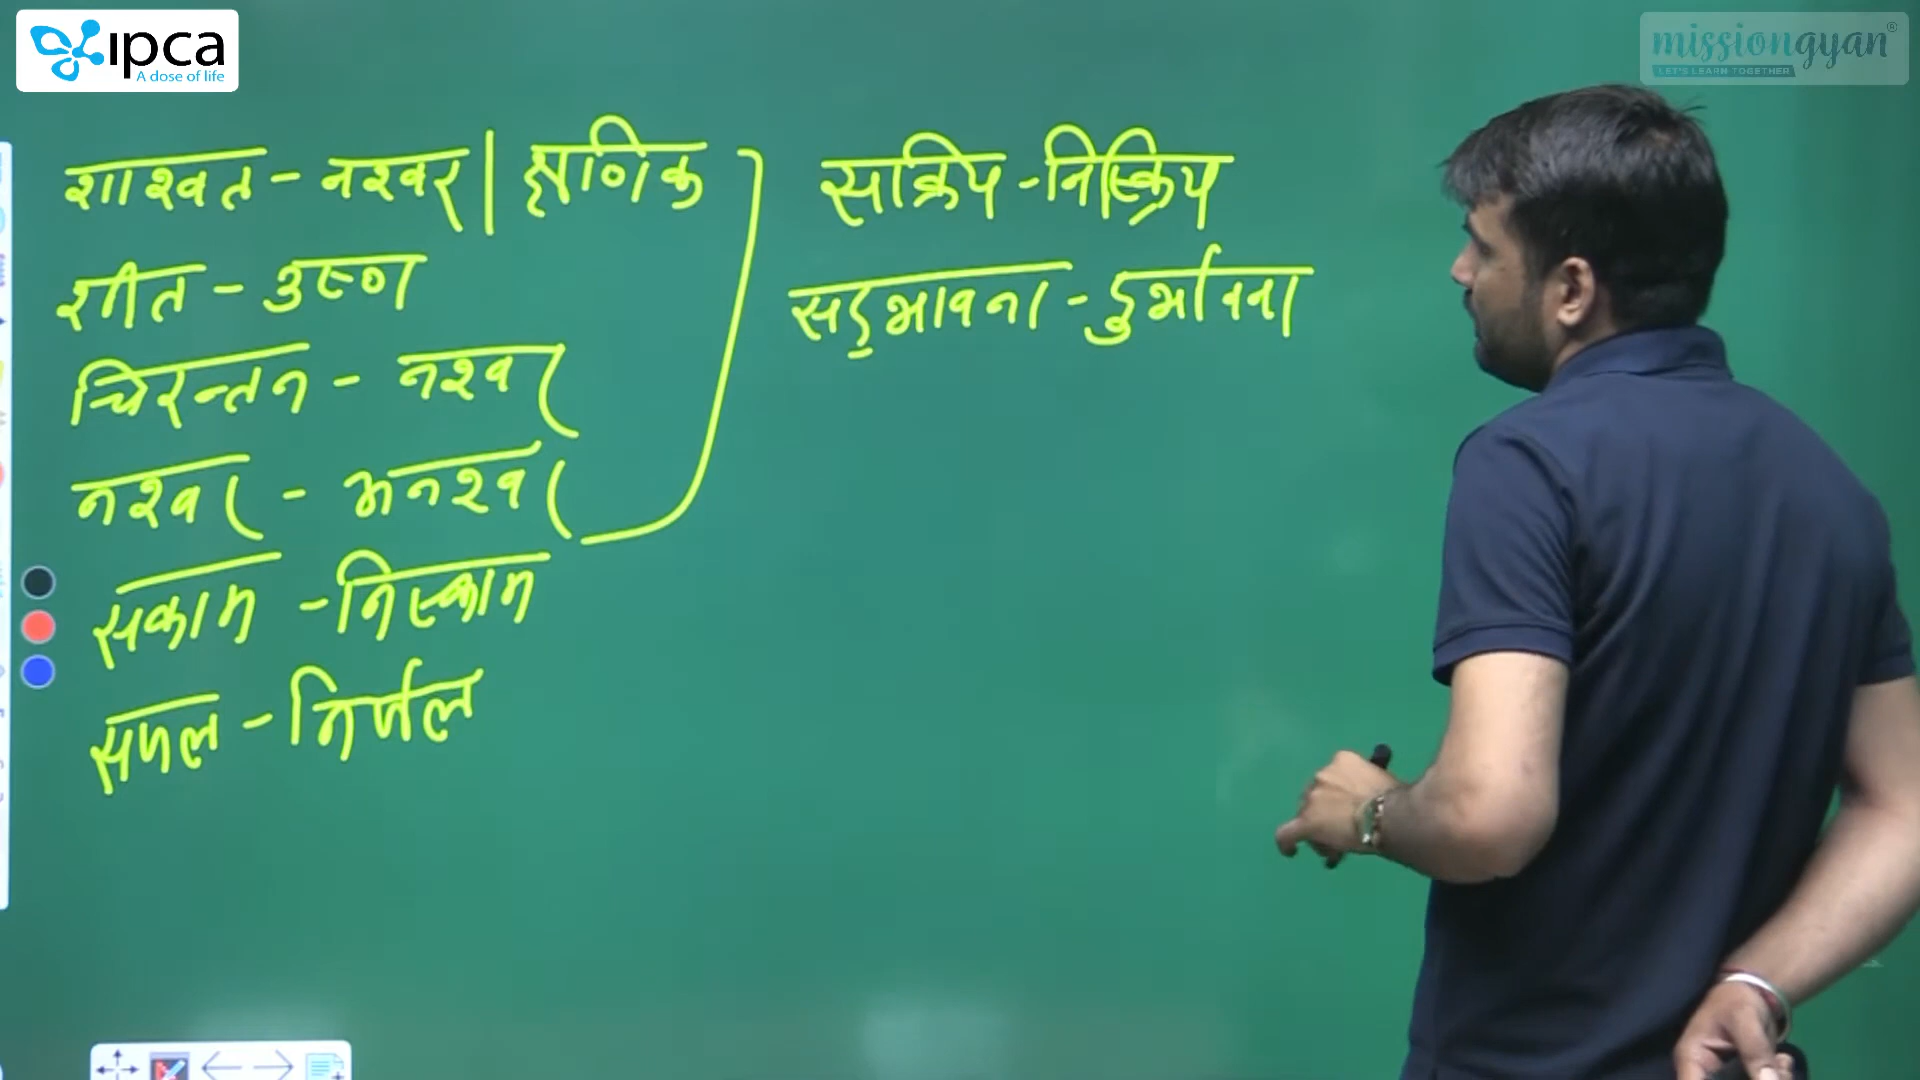 ipca
A dose of life
missiongyan
LET'S LEARN TOGETHER
शाश्वत - नश्वर | क्षणिक
शीत - उष्ण
चिरन्तन - नश्वर
नश्वर - अनश्वर
सकाम - निष्काम
सफल - निष्फल
सक्रिय - निष्क्रिय
सद्भावना - दुर्भावना